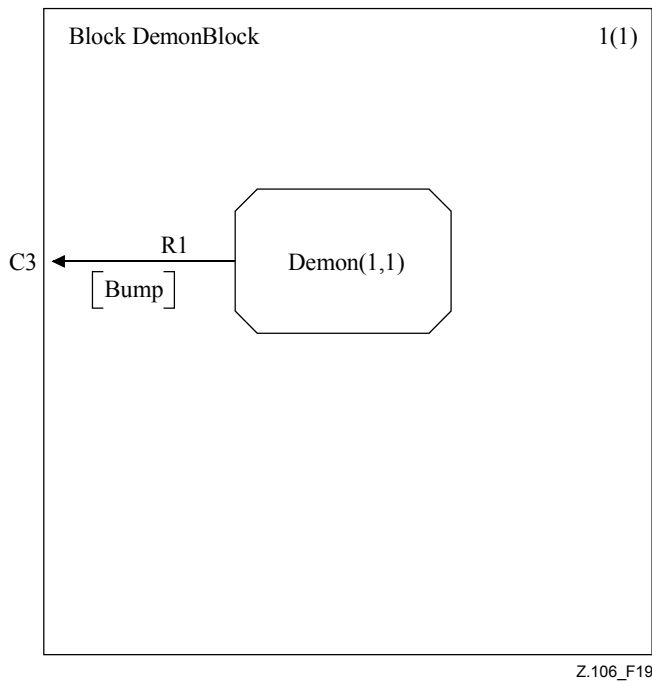 Block DemonBlock 1(1)
R1
C3
Demon(1,1)
[Bump]
Z.106_F19